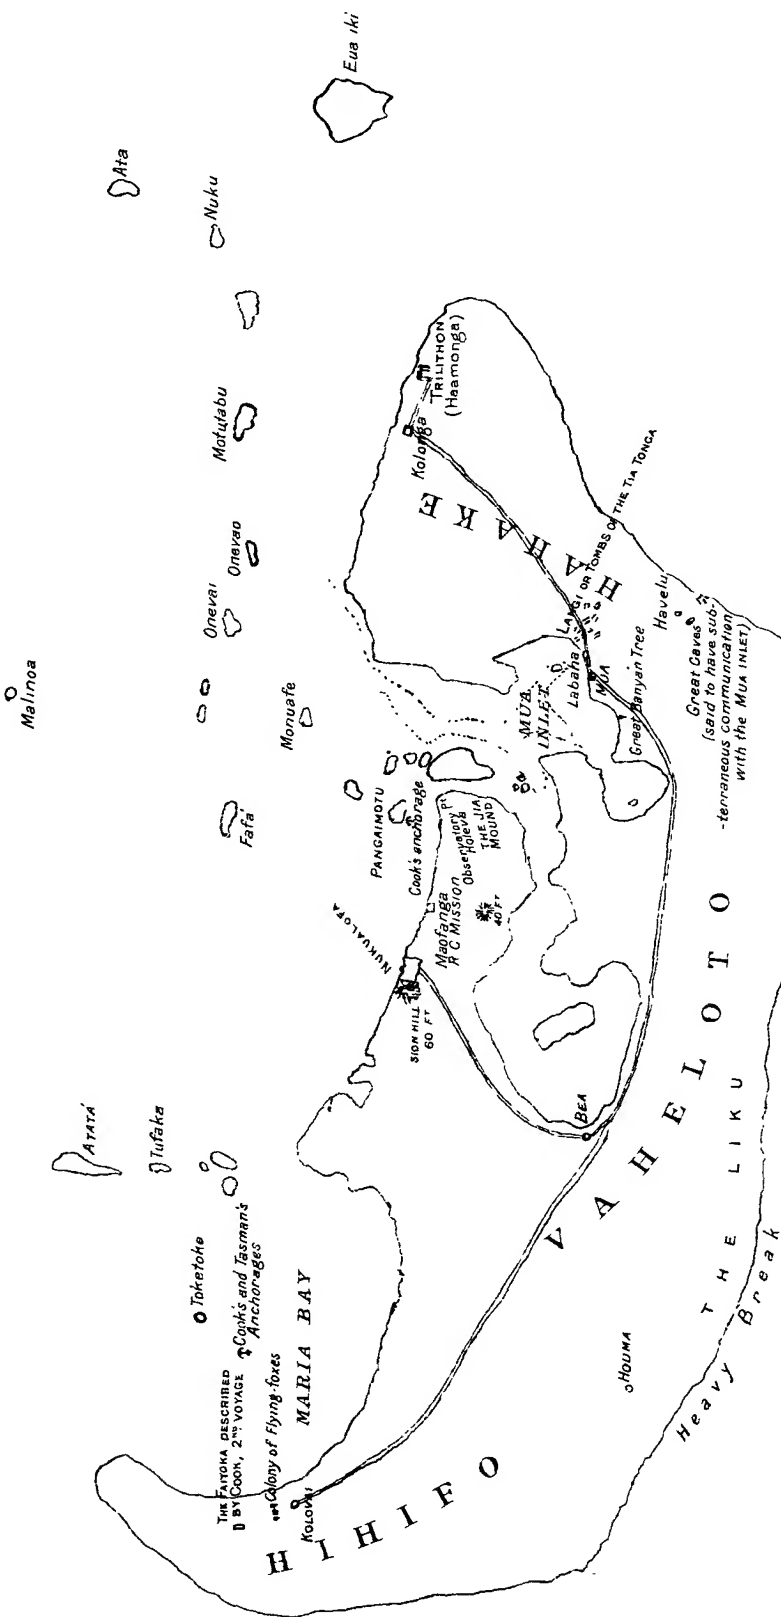 Malinoa
Eua iki
Ata
Nuku
Motutabu
Onevao
Onevai
Monuafe
Fafa'
PANGAIMOTU
Cook's anchorage
ATATÁ
Tufaka
Toketoke
Cook's and Tasman's
Anchorages
THE FAITOKA DESCRIBED
BY COOK, 2ND VOYAGE
Colony of Flying-foxes
MARIA BAY
KOLOVAI
HIHIFO
NUKUALOFA
SION HILL
60 FT
Maofanga
R C MISSION
40 FT
Observatory Pt
Holeva
THE JIA
MOUND
MUA
INLET
TRILITHON
(Haamonga)
Kolonga
HAHAKE
LANGI OR TOMBS OF THE TIA TONGA
Labaha
MUA
Great Banyan Tree
Havelu
Great Caves
(said to have sub-
-terraneous communication
with the MUA INLET)
BEA
VAHELOTO
HOUMA
THE LIKU
Heavy Break